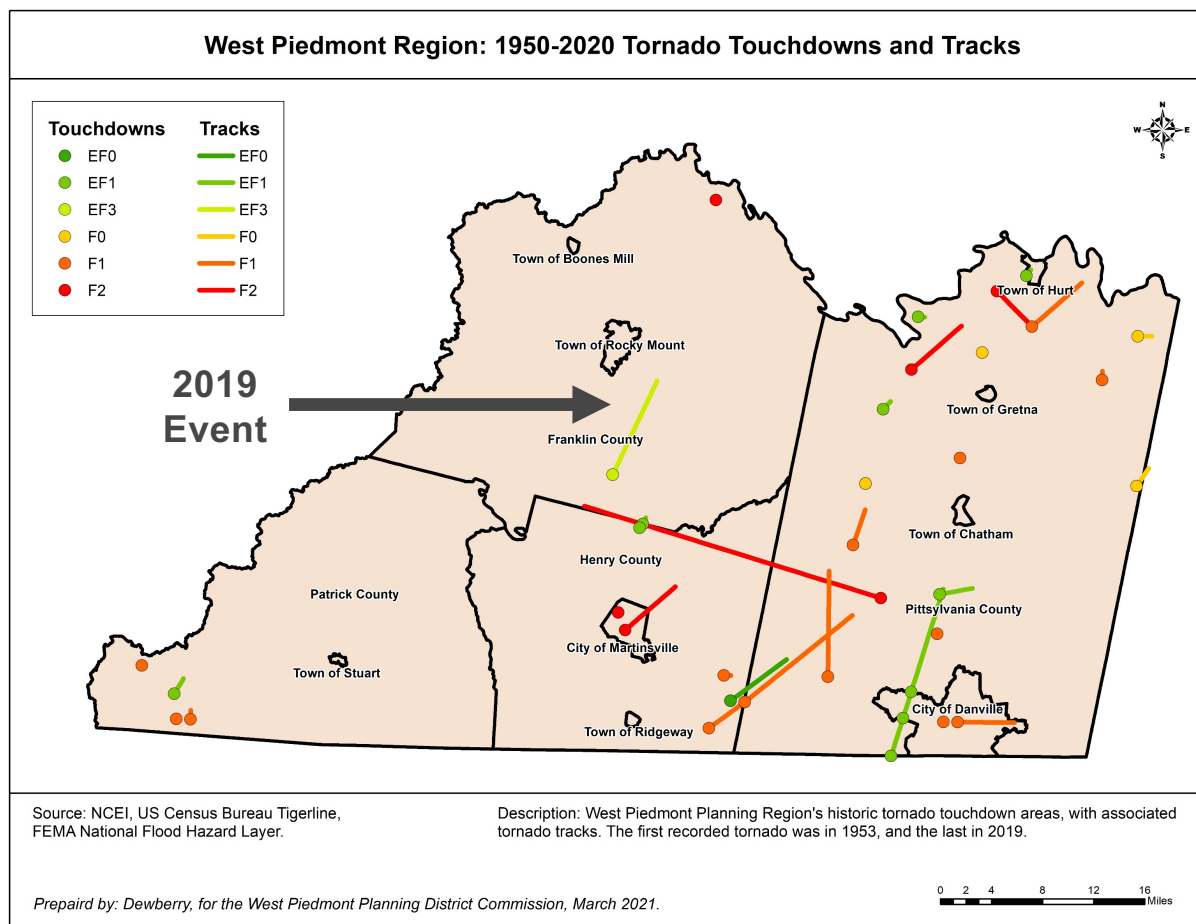 West Piedmont Region: 1950-2020 Tornado Touchdowns and Tracks
Touchdowns Tracks
EF0 EF0
EF1 EF1
EF3 EF3
F0 F0
F1 F1
F2 F2
N
W E
S
Town of Boones Mill
Town of Hurt
Town of Rocky Mount
2019
Event
Town of Gretna
Franklin County
Town of Chatham
Henry County
Patrick County
Pittsylvania County
City of Martinsville
Town of Stuart
City of Danville
Town of Ridgeway
Source: NCEI, US Census Bureau Tigerline,
FEMA National Flood Hazard Layer.
Description: West Piedmont Planning Region's historic tornado touchdown areas, with associated
tornado tracks. The first recorded tornado was in 1953, and the last in 2019.
Prepaird by: Dewberry, for the West Piedmont Planning District Commission, March 2021.
0 2 4 8 12 16
Miles